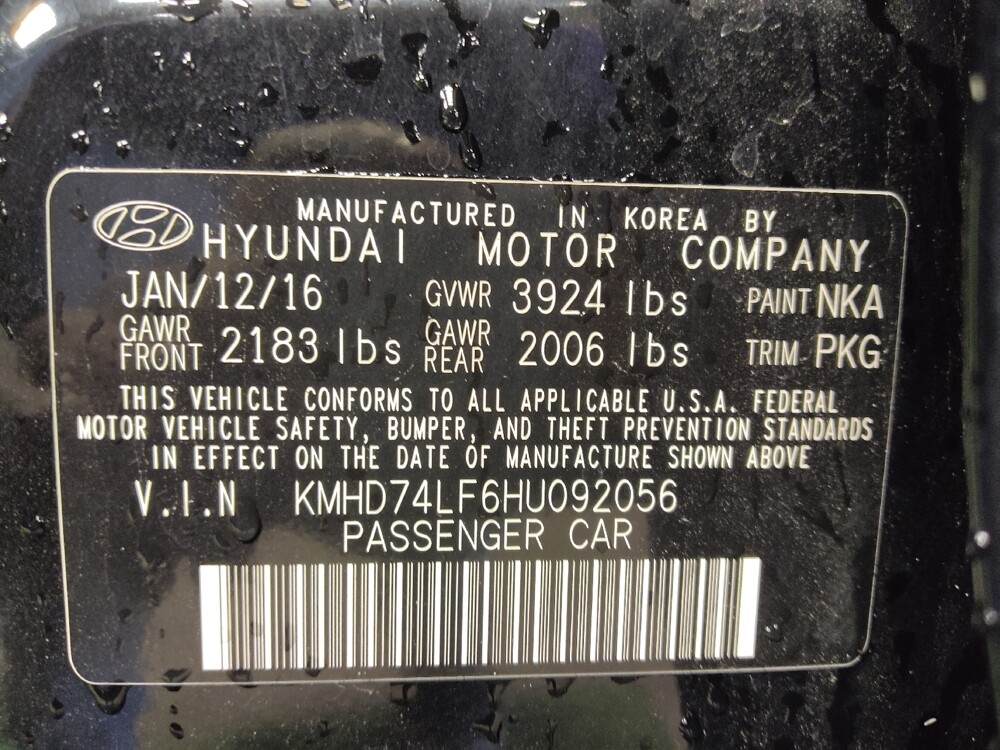 MANUFACTURED IN KOREA BY
HYUNDAI MOTOR COMPANY
JAN/12/16 GVWR 3924 lbs PAINT NKA
GAWR FRONT 2183 lbs GAWR REAR 2006 lbs TRIM PKG
THIS VEHICLE CONFORMS TO ALL APPLICABLE U.S.A. FEDERAL
MOTOR VEHICLE SAFETY, BUMPER, AND THEFT PREVENTION STANDARDS
IN EFFECT ON THE DATE OF MANUFACTURE SHOWN ABOVE
V.I.N KMHD74LF6HU092056
PASSENGER CAR